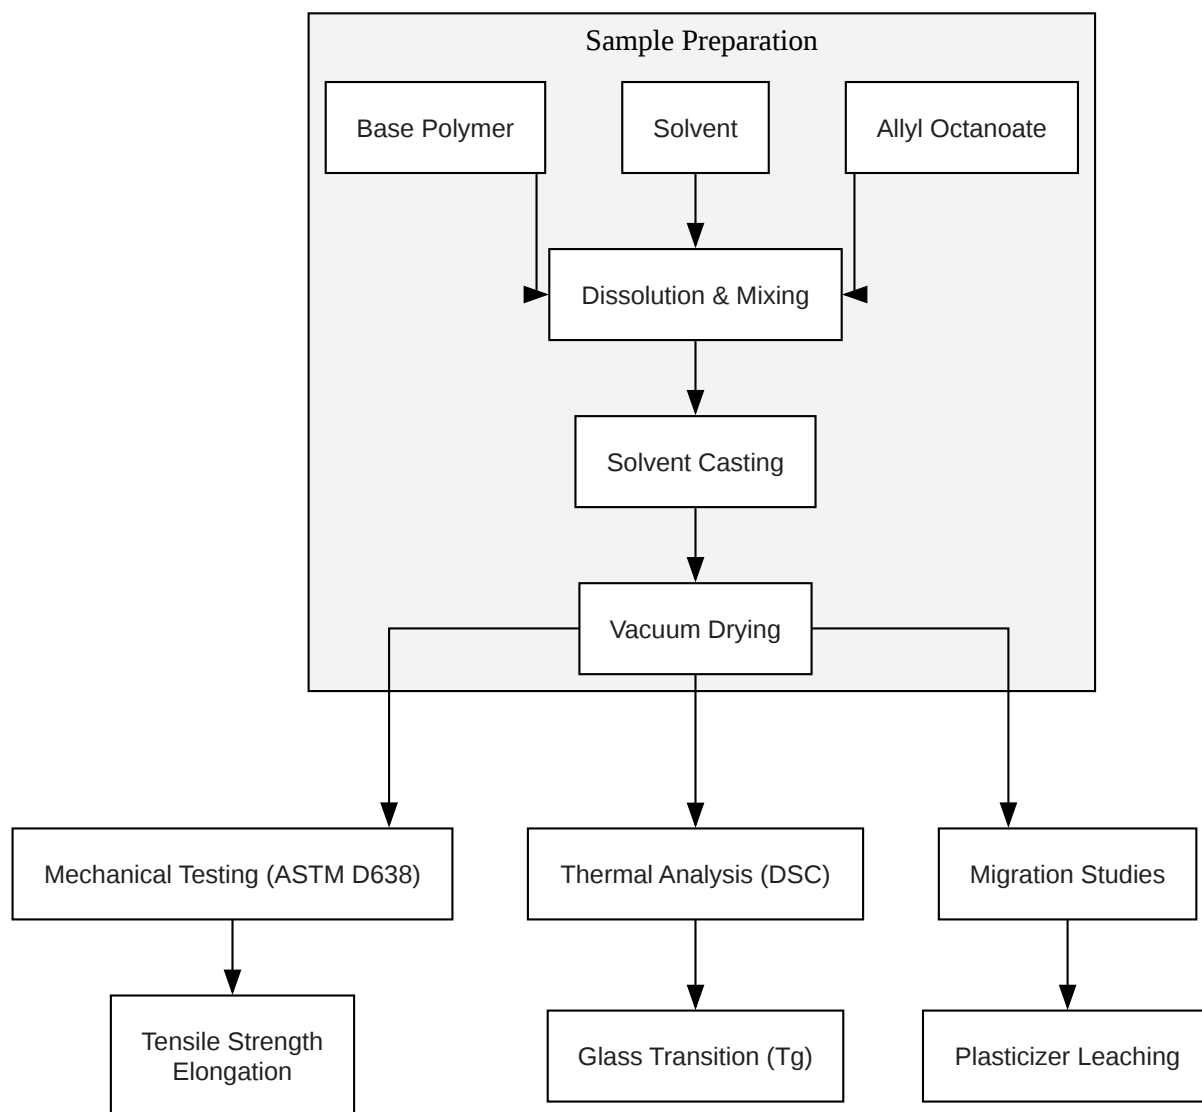 Sample Preparation
Base Polymer
Solvent
Allyl Octanoate
Dissolution & Mixing
Solvent Casting
Vacuum Drying
Mechanical Testing (ASTM D638)
Thermal Analysis (DSC)
Migration Studies
Tensile Strength
Elongation
Glass Transition (Tg)
Plasticizer Leaching